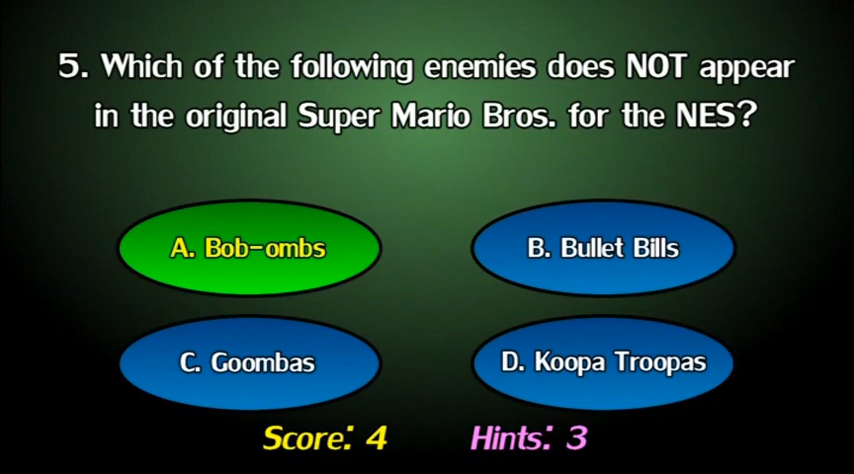 5. Which of the following enemies does NOT appear
in the original Super Mario Bros. for the NES?
A. Bob-ombs
B. Bullet Bills
C. Goombas
D. Koopa Troopas
Score: 4
Hints: 3